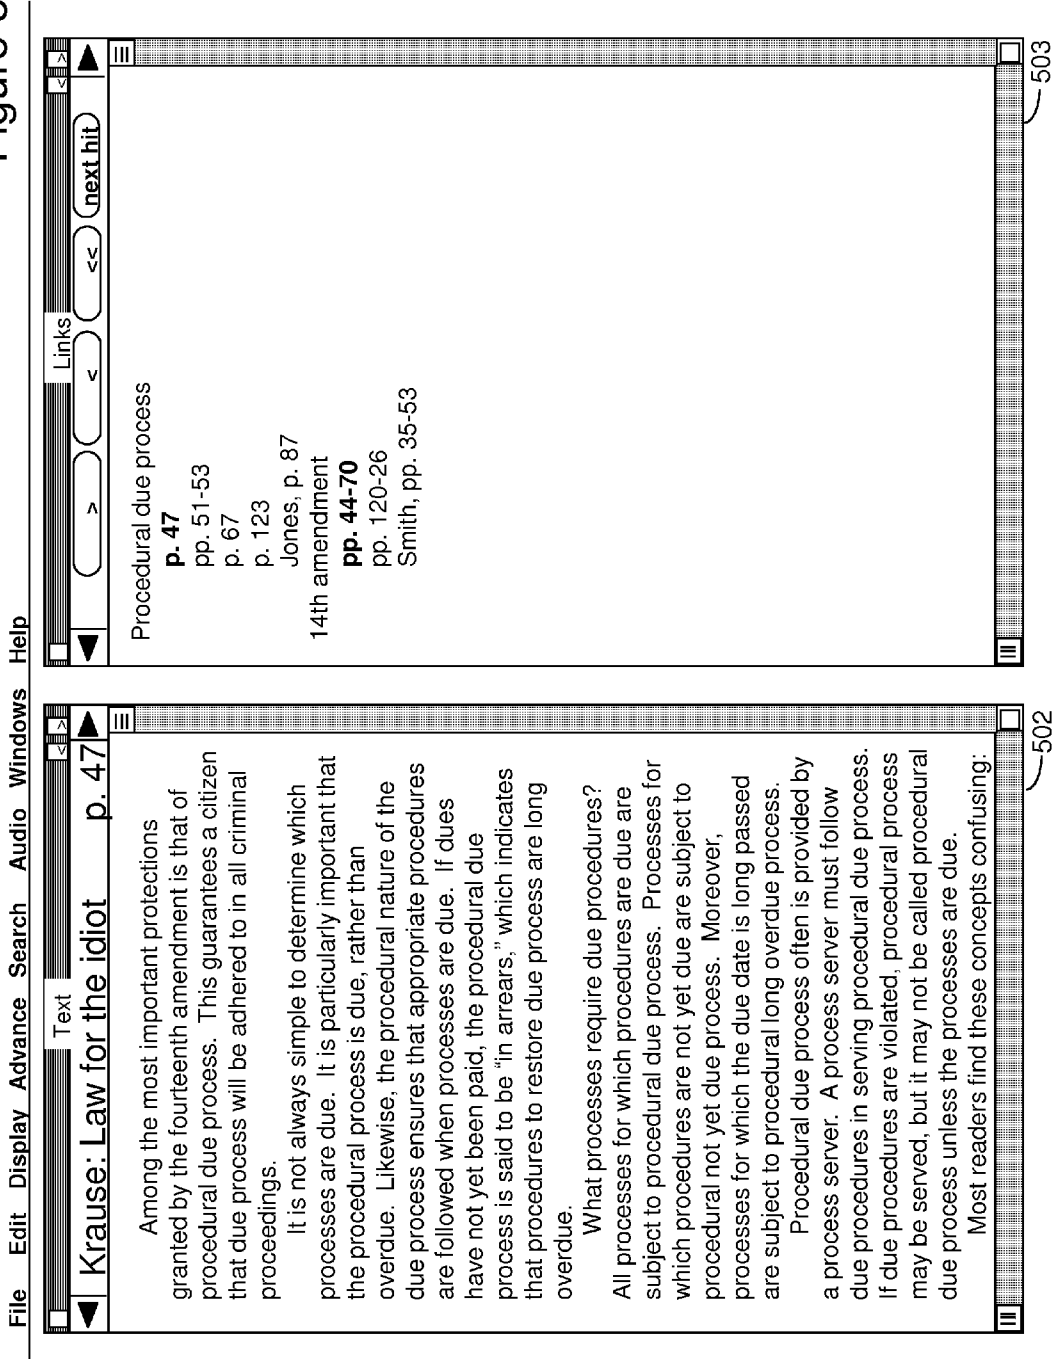 Figure
File Edit Display Advance Search Audio Windows Help
Text
< >
Krause: Law for the idiot p. 47
Among the most important protections
granted by the fourteenth amendment is that of
procedural due process. This guarantees a citizen
that due process will be adhered to in all criminal
proceedings.
It is not always simple to determine which
processes are due. It is particularly important that
the procedural process is due, rather than
overdue. Likewise, the procedural nature of the
due process ensures that appropriate procedures
are followed when processes are due. If dues
have not yet been paid, the procedural due
process is said to be “in arrears,” which indicates
that procedures to restore due process are long
overdue.
What processes require due procedures?
All processes for which procedures are due are
subject to procedural due process. Processes for
which procedures are not yet due are subject to
procedural not yet due process. Moreover,
processes for which the due date is long passed
are subject to procedural long overdue process.
Procedural due process often is provided by
a process server. A process server must follow
due procedures in serving procedural due process.
If due procedures are violated, procedural process
may be served, but it may not be called procedural
due process unless the processes are due.
Most readers find these concepts confusing:
502
Links
< >
> < << next hit
Procedural due process
p. 47
pp. 51-53
p. 67
p. 123
Jones, p. 87
14th amendment
pp. 44-70
pp. 120-26
Smith, pp. 35-53
503